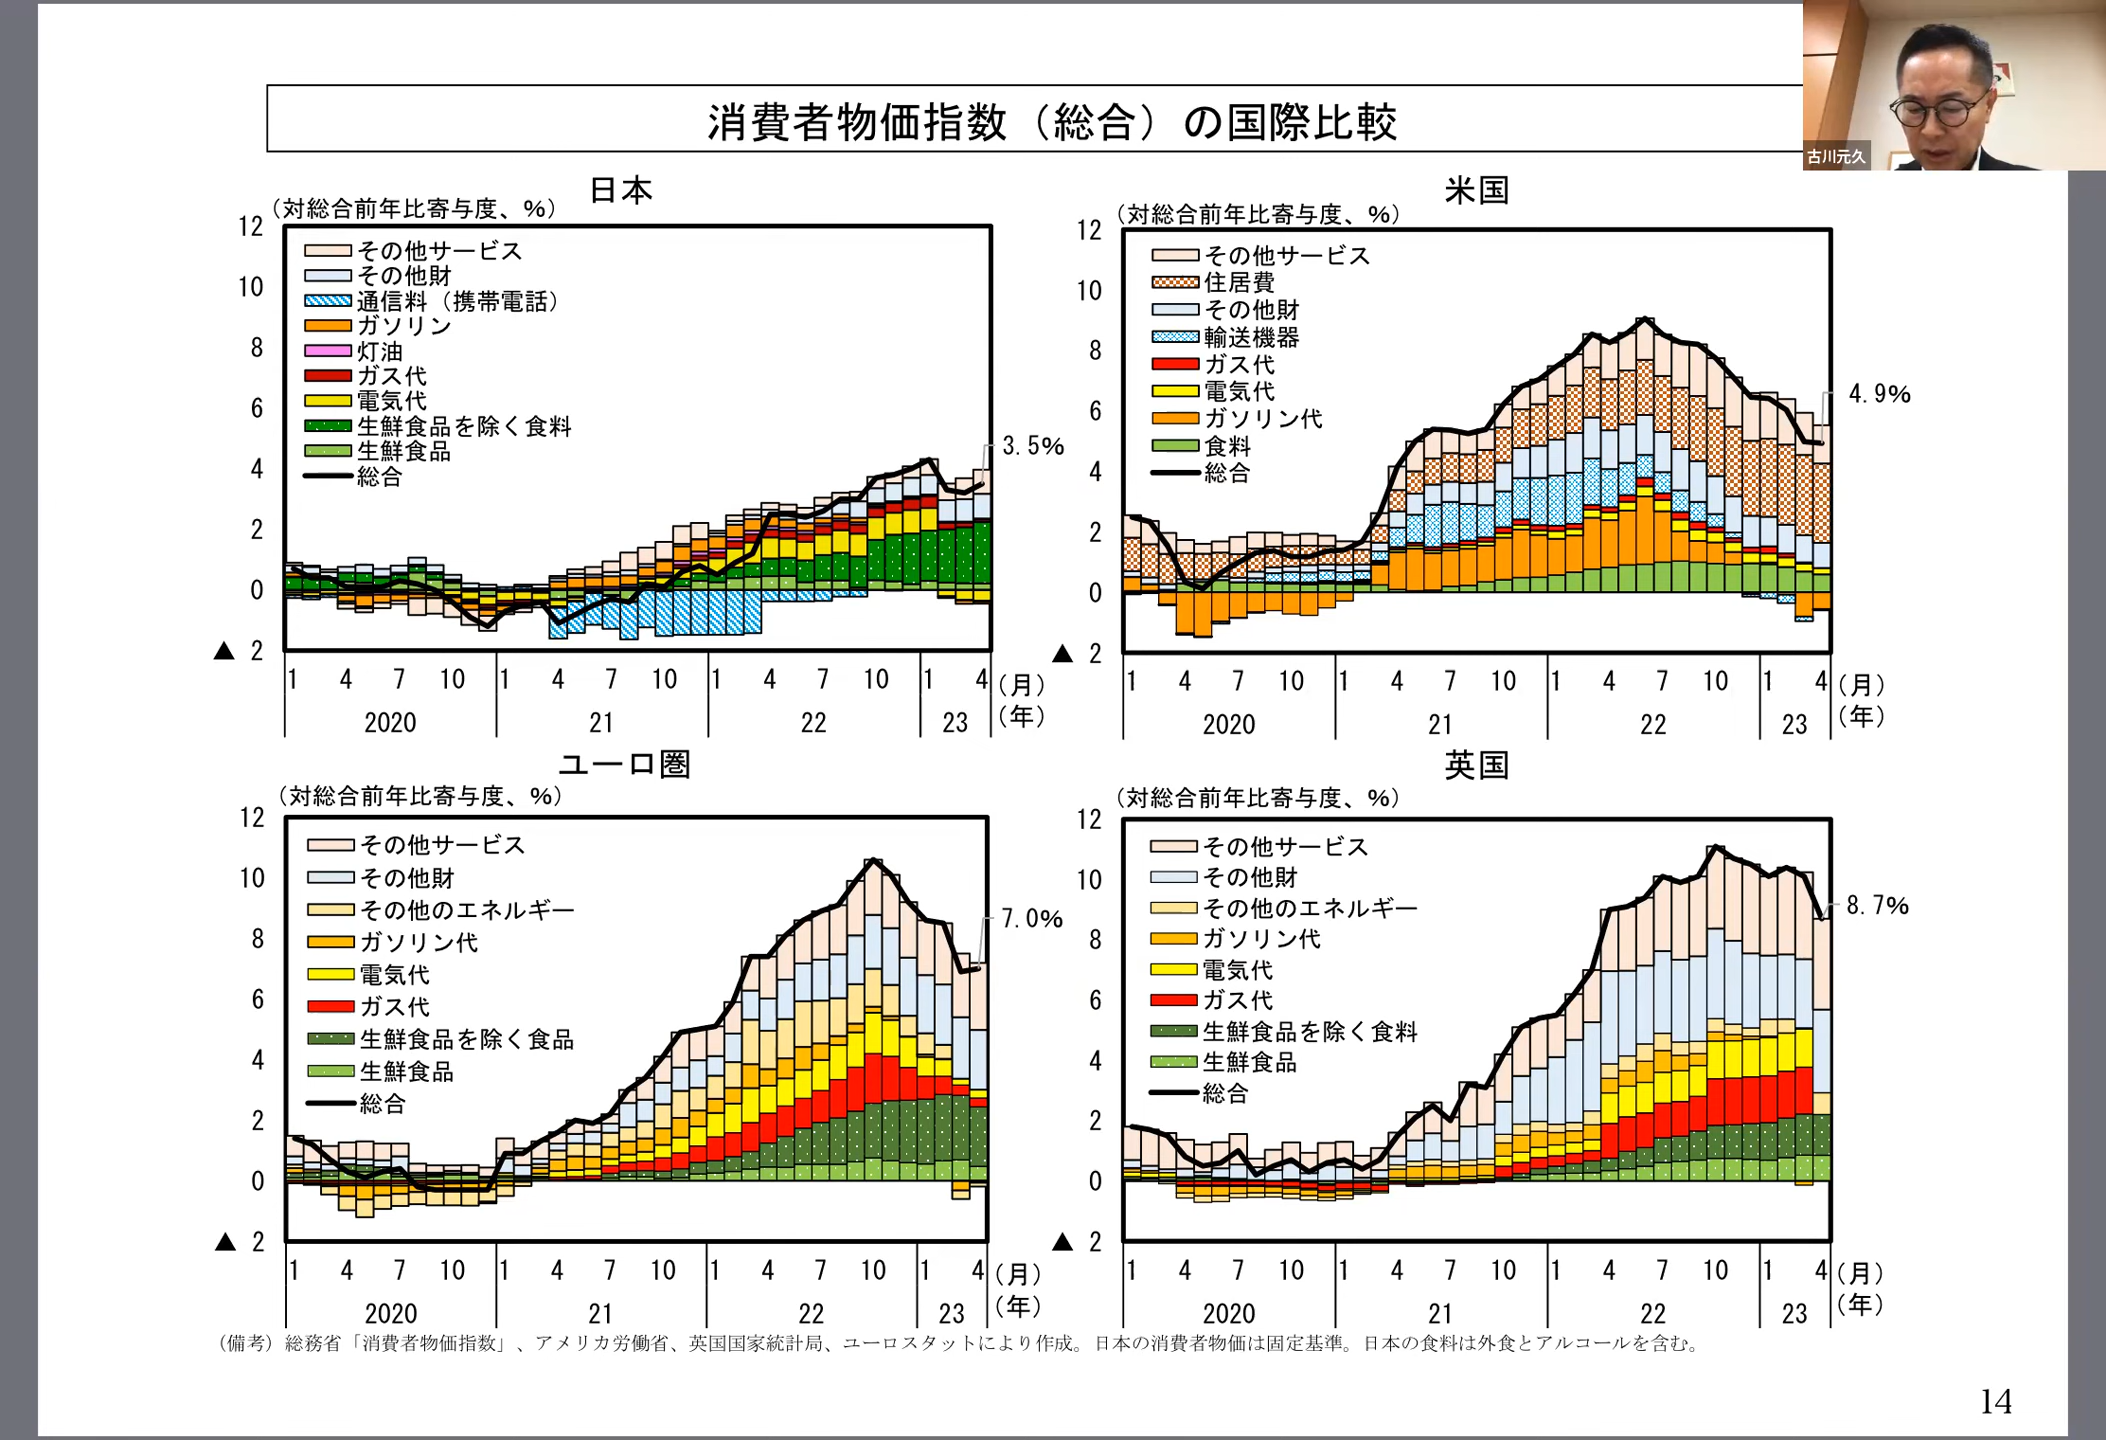 消費者物価指数（総合）の国際比較
古川元久
日本
（対総合前年比寄与度、%）
12
10
8
6
4
2
0
▲ 2
その他サービス
その他財
通信料（携帯電話）
ガソリン
灯油
ガス代
電気代
生鮮食品を除く食料
生鮮食品
総合
3.5%
1 4 7 10 1 4 7 10 1 4 7 10 1 4 （月）
2020 21 22 23 （年）
米国
（対総合前年比寄与度、%）
12
10
8
6
4
2
0
▲ 2
その他サービス
住居費
その他財
輸送機器
ガス代
電気代
ガソリン代
食料
総合
4.9%
1 4 7 10 1 4 7 10 1 4 7 10 1 4 （月）
2020 21 22 23 （年）
ユーロ圏
（対総合前年比寄与度、%）
12
10
8
6
4
2
0
▲ 2
その他サービス
その他財
その他のエネルギー
ガソリン代
電気代
ガス代
生鮮食品を除く食品
生鮮食品
総合
7.0%
1 4 7 10 1 4 7 10 1 4 7 10 1 4 （月）
2020 21 22 23 （年）
英国
（対総合前年比寄与度、%）
12
10
8
6
4
2
0
▲ 2
その他サービス
その他財
その他のエネルギー
ガソリン代
電気代
ガス代
生鮮食品を除く食料
生鮮食品
総合
8.7%
1 4 7 10 1 4 7 10 1 4 7 10 1 4 （月）
2020 21 22 23 （年）
（備考）総務省「消費者物価指数」、アメリカ労働省、英国国家統計局、ユーロスタットにより作成。日本の消費者物価は固定基準。日本の食料は外食とアルコールを含む。
14